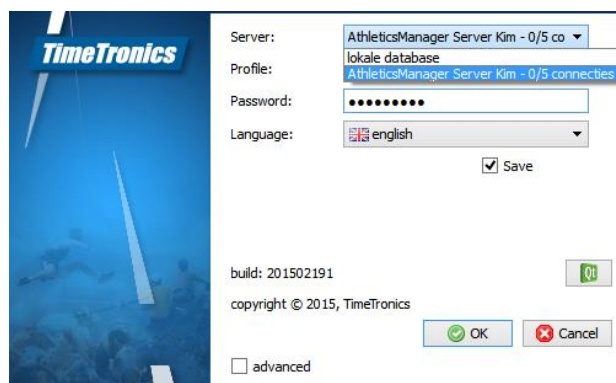 TimeTronics
Server: AthleticsManager Server Kim - 0/5 co
lokale database
Profile: AthleticsManager Server Kim - 0/5 connecties
Password: ●●●●●●●●●
Language: english
Save
build: 201502191
Qt
copyright © 2015, TimeTronics
OK Cancel
advanced